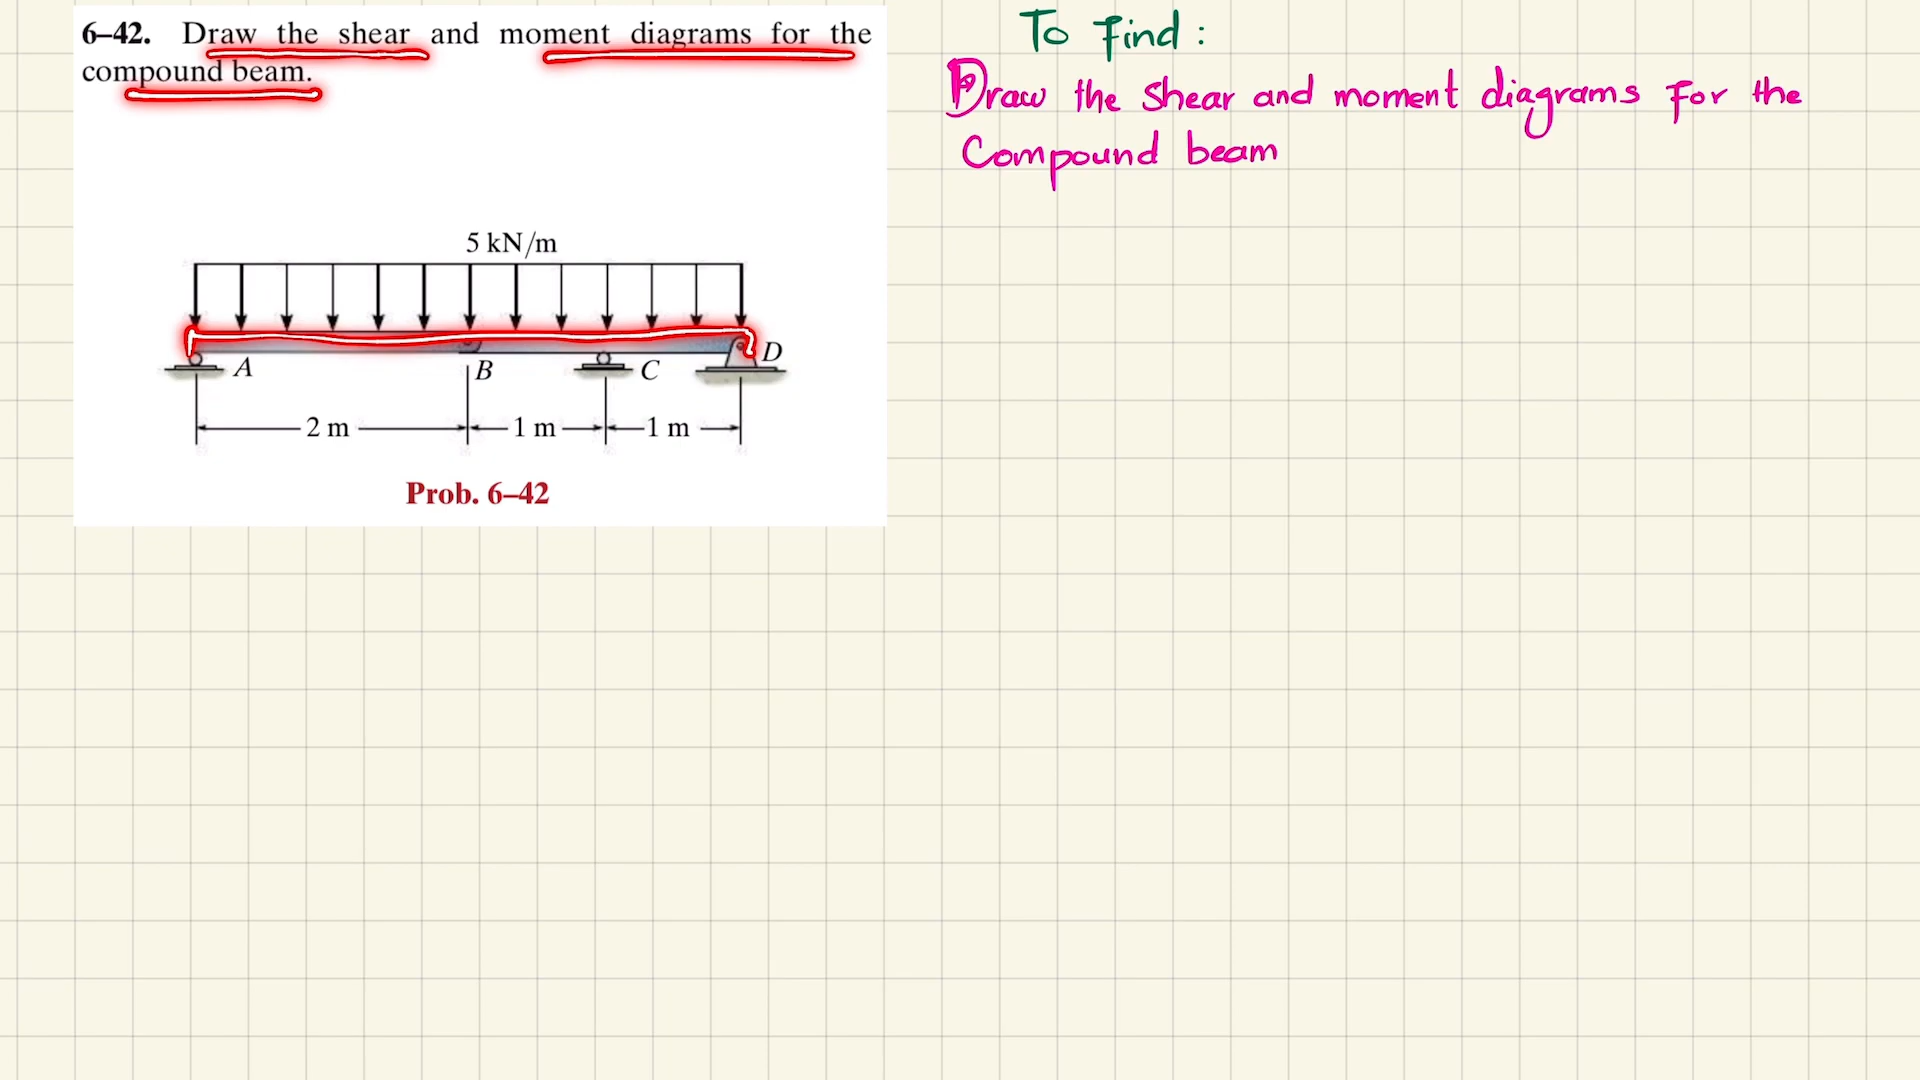 6–42. Draw the shear and moment diagrams for the
compound beam.
To Find :
Draw the Shear and moment diagrams For the
Compound beam
5 kN/m
A
B
C
D
2 m
1 m
1 m
Prob. 6–42